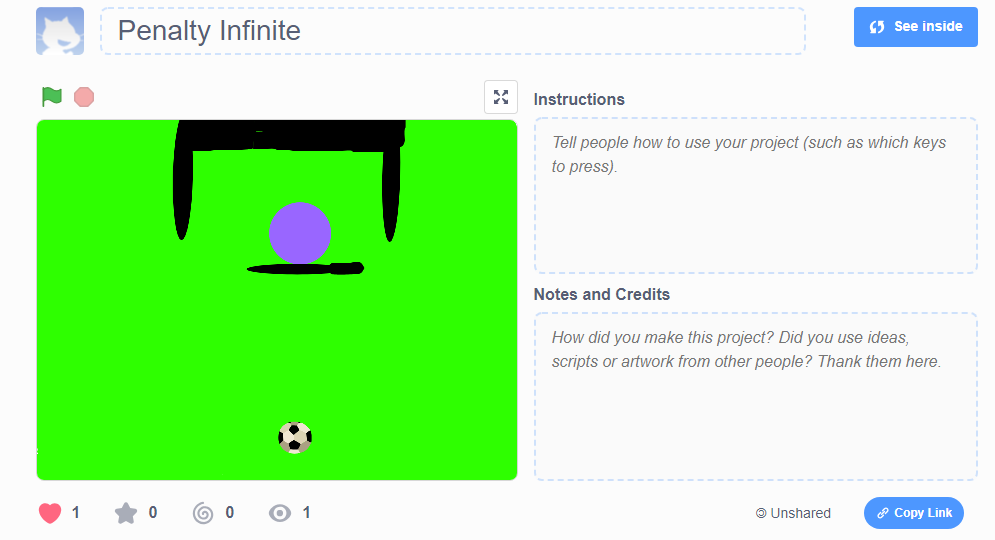 Penalty Infinite
See inside
Instructions
Tell people how to use your project (such as which keys
to press).
Notes and Credits
How did you make this project? Did you use ideas,
scripts or artwork from other people? Thank them here.
1
0
0
1
Unshared
Copy Link